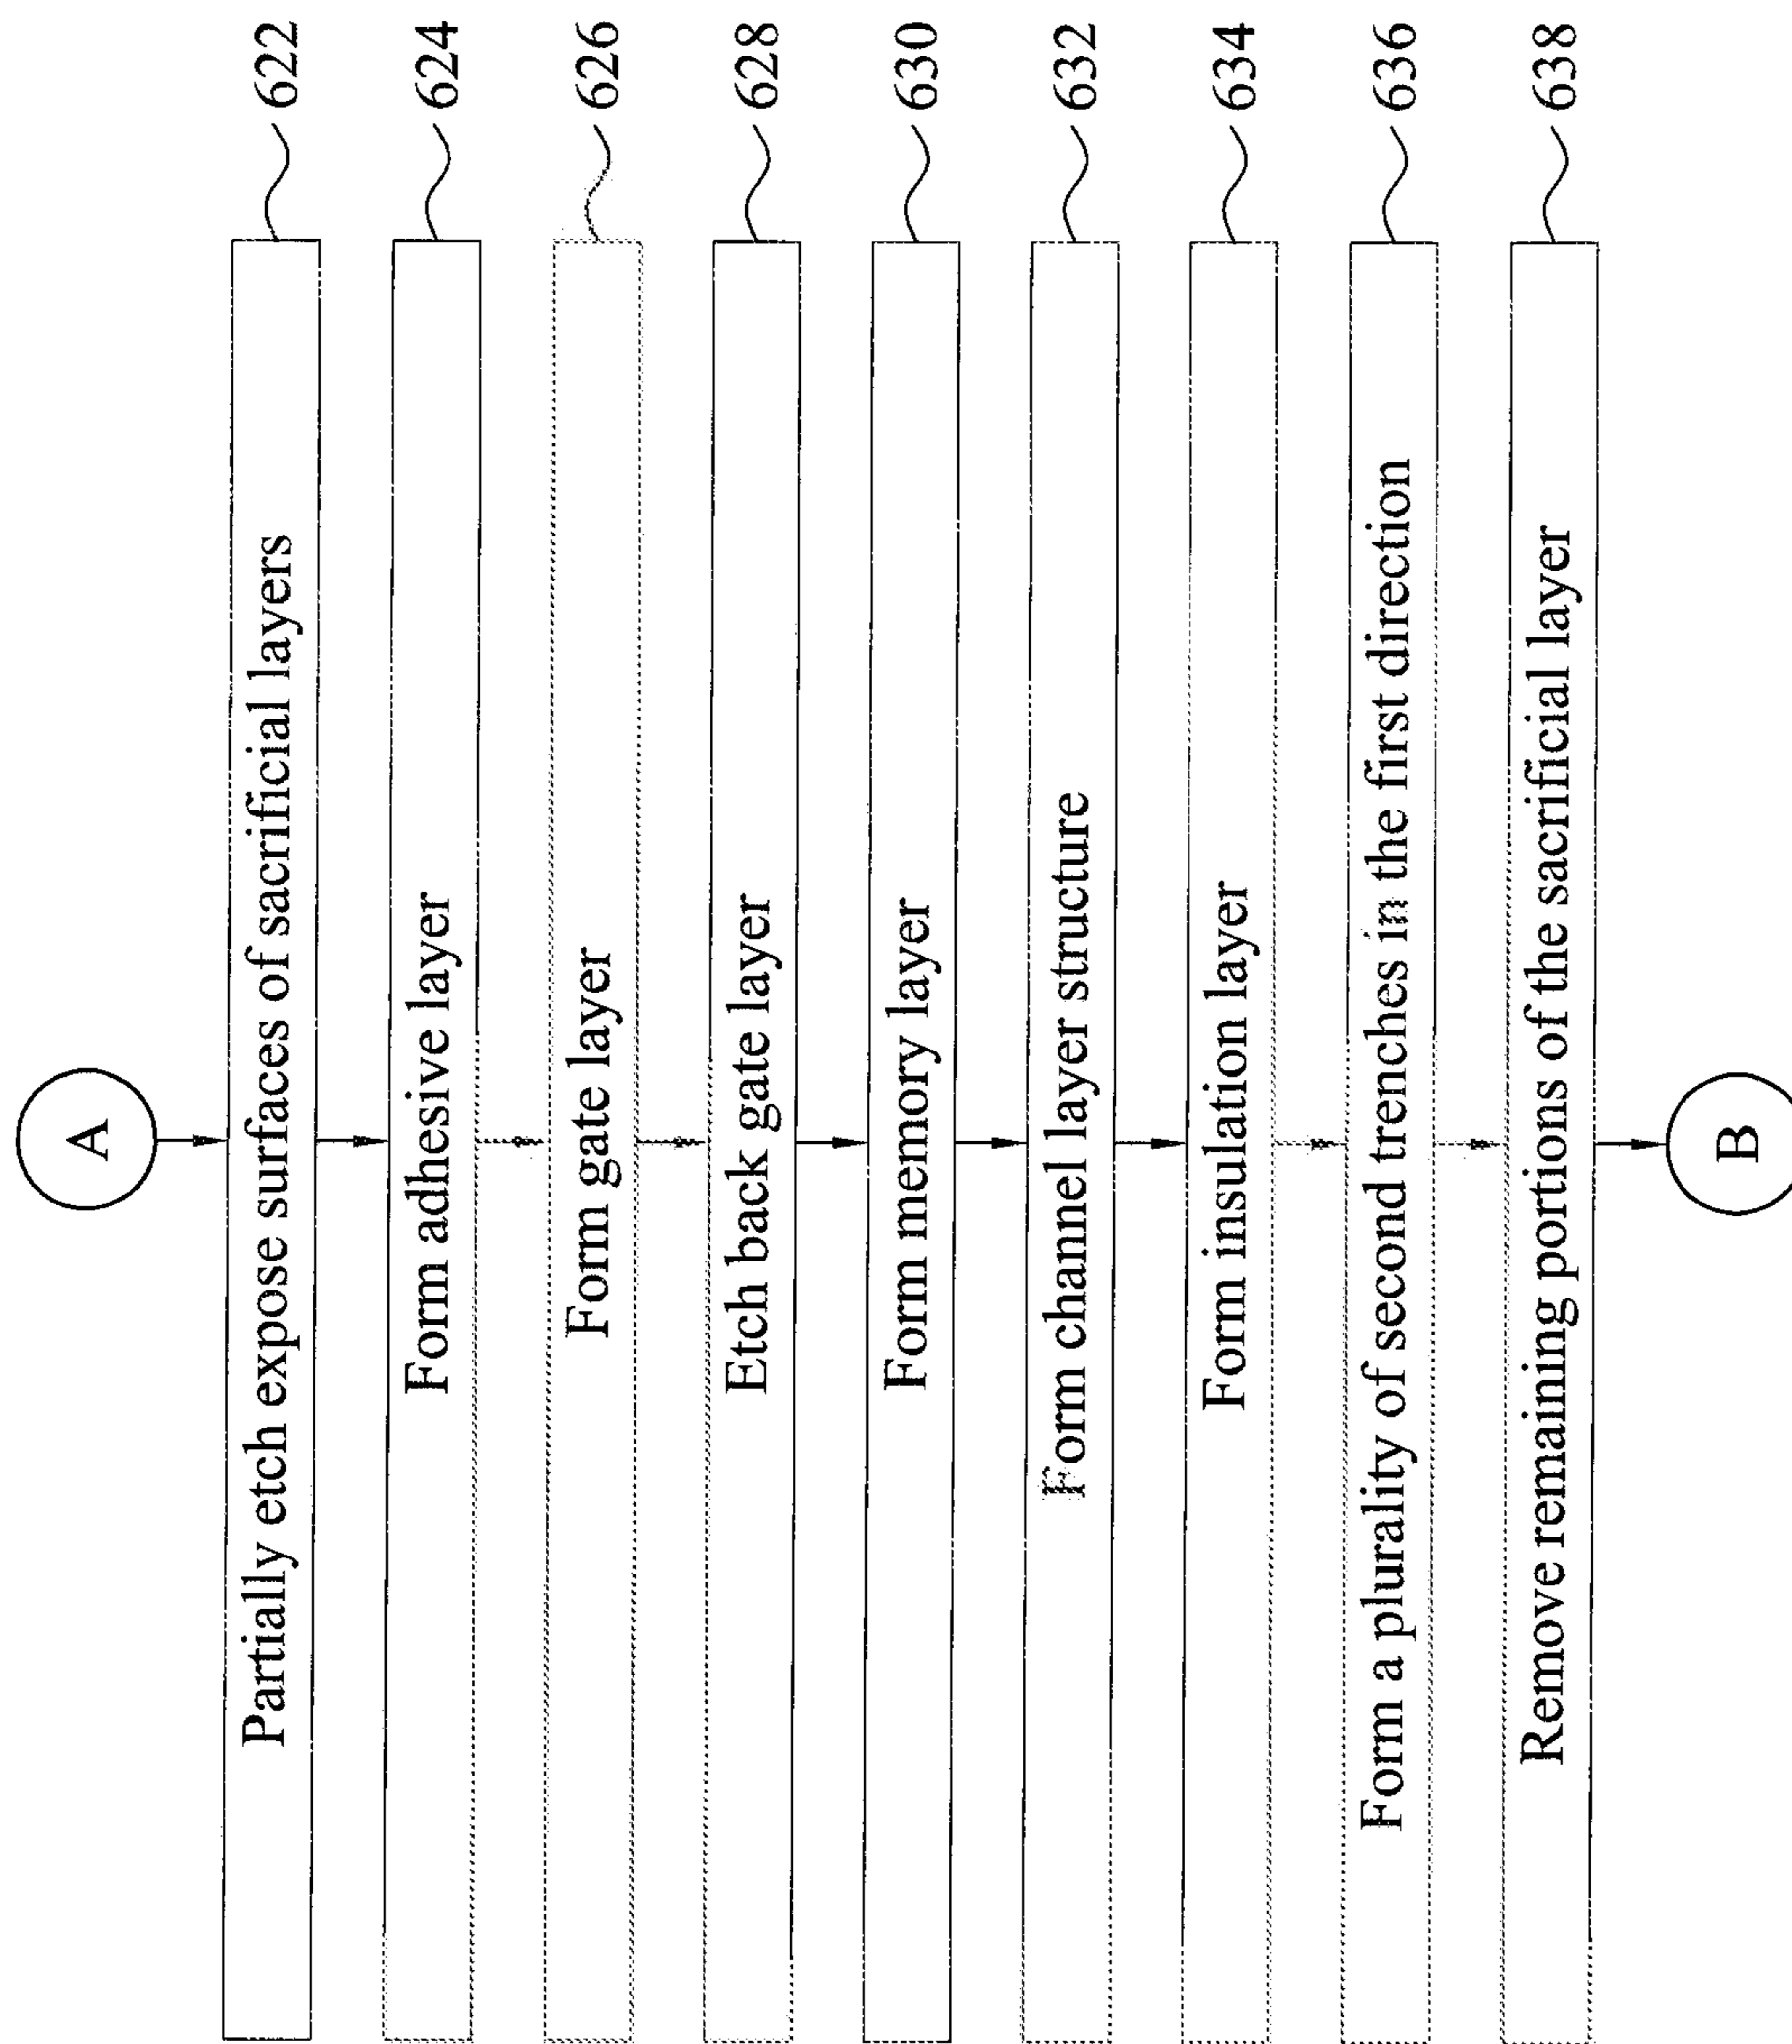 A
Partially etch expose surfaces of sacrificial layers
622
Form adhesive layer
624
Form gate layer
626
Etch back gate layer
628
Form memory layer
630
Form channel layer structure
632
Form insulation layer
634
Form a plurality of second trenches in the first direction
636
Remove remaining portions of the sacrificial layer
638
B